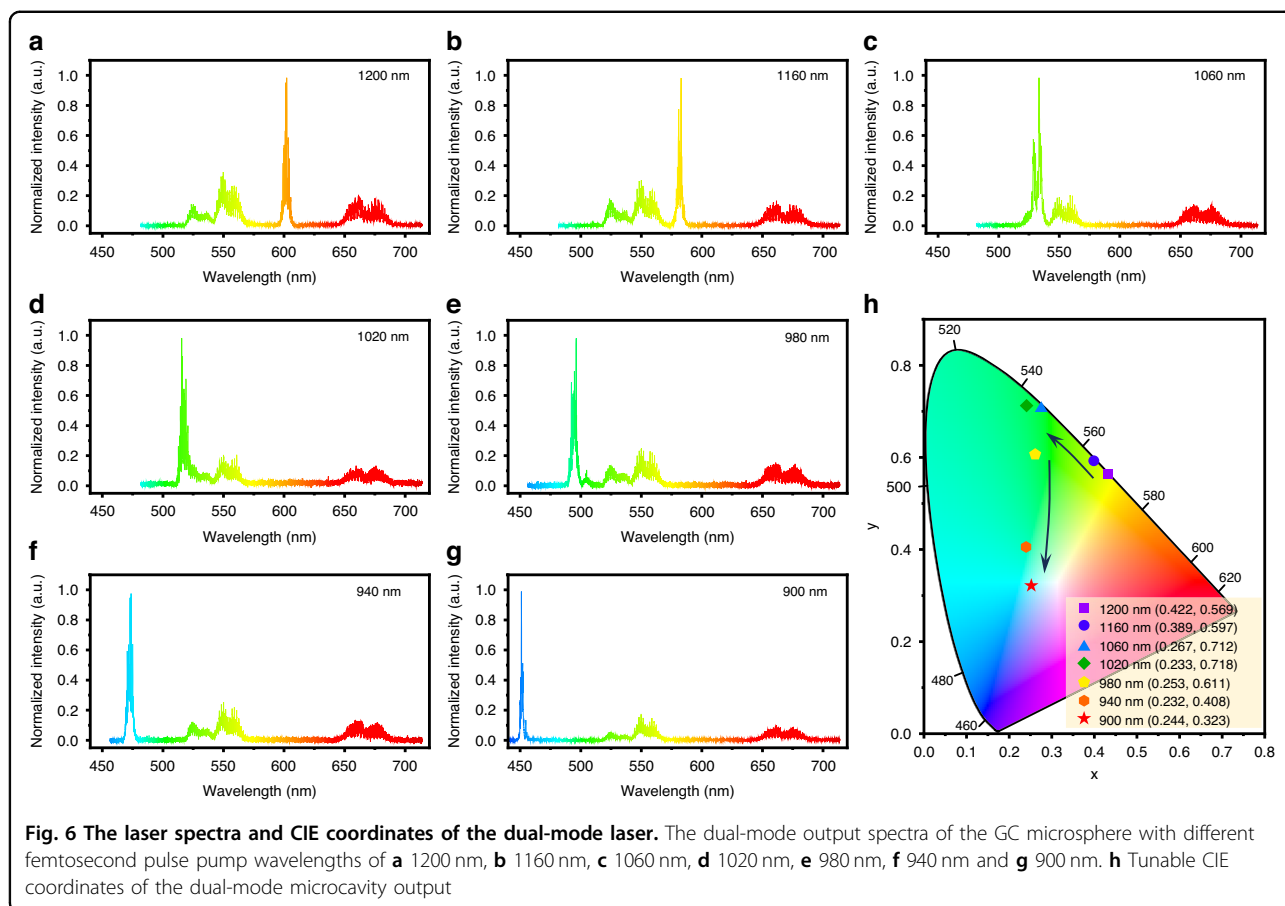 a
b
c
1200 nm
1160 nm
1060 nm
Normalized intensity (a.u.)
1.0
0.8
0.6
0.4
0.2
0.0
450 500 550 600 650 700
Wavelength (nm)
Normalized intensity (a.u.)
1.0
0.8
0.6
0.4
0.2
0.0
450 500 550 600 650 700
Wavelength (nm)
Normalized intensity (a.u.)
1.0
0.8
0.6
0.4
0.2
0.0
450 500 550 600 650 700
Wavelength (nm)
d
1020 nm
Normalized intensity (a.u.)
1.0
0.8
0.6
0.4
0.2
0.0
450 500 550 600 650 700
Wavelength (nm)
e
980 nm
Normalized intensity (a.u.)
1.0
0.8
0.6
0.4
0.2
0.0
450 500 550 600 650 700
Wavelength (nm)
f
940 nm
Normalized intensity (a.u.)
1.0
0.8
0.6
0.4
0.2
0.0
450 500 550 600 650 700
Wavelength (nm)
g
900 nm
Normalized intensity (a.u.)
1.0
0.8
0.6
0.4
0.2
0.0
450 500 550 600 650 700
Wavelength (nm)
h
520
540
560
580
600
620
500
480
460
y
0.8
0.6
0.4
0.2
0.0
0.0 0.1 0.2 0.3 0.4 0.5 0.6 0.7 0.8
x
1200 nm (0.422, 0.569)
1160 nm (0.389, 0.597)
1060 nm (0.267, 0.712)
1020 nm (0.233, 0.718)
980 nm (0.253, 0.611)
940 nm (0.232, 0.408)
900 nm (0.244, 0.323)
Fig. 6 The laser spectra and CIE coordinates of the dual-mode laser. The dual-mode output spectra of the GC microsphere with different
femtosecond pulse pump wavelengths of a 1200 nm, b 1160 nm, c 1060 nm, d 1020 nm, e 980 nm, f 940 nm and g 900 nm. h Tunable CIE
coordinates of the dual-mode microcavity output